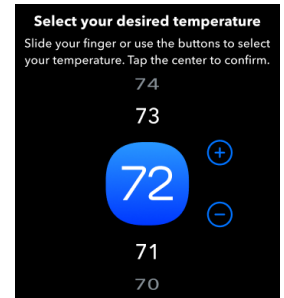 Select your desired temperature
Slide your finger or use the buttons to select
your temperature. Tap the center to confirm.
74
73
72
+
−
71
70